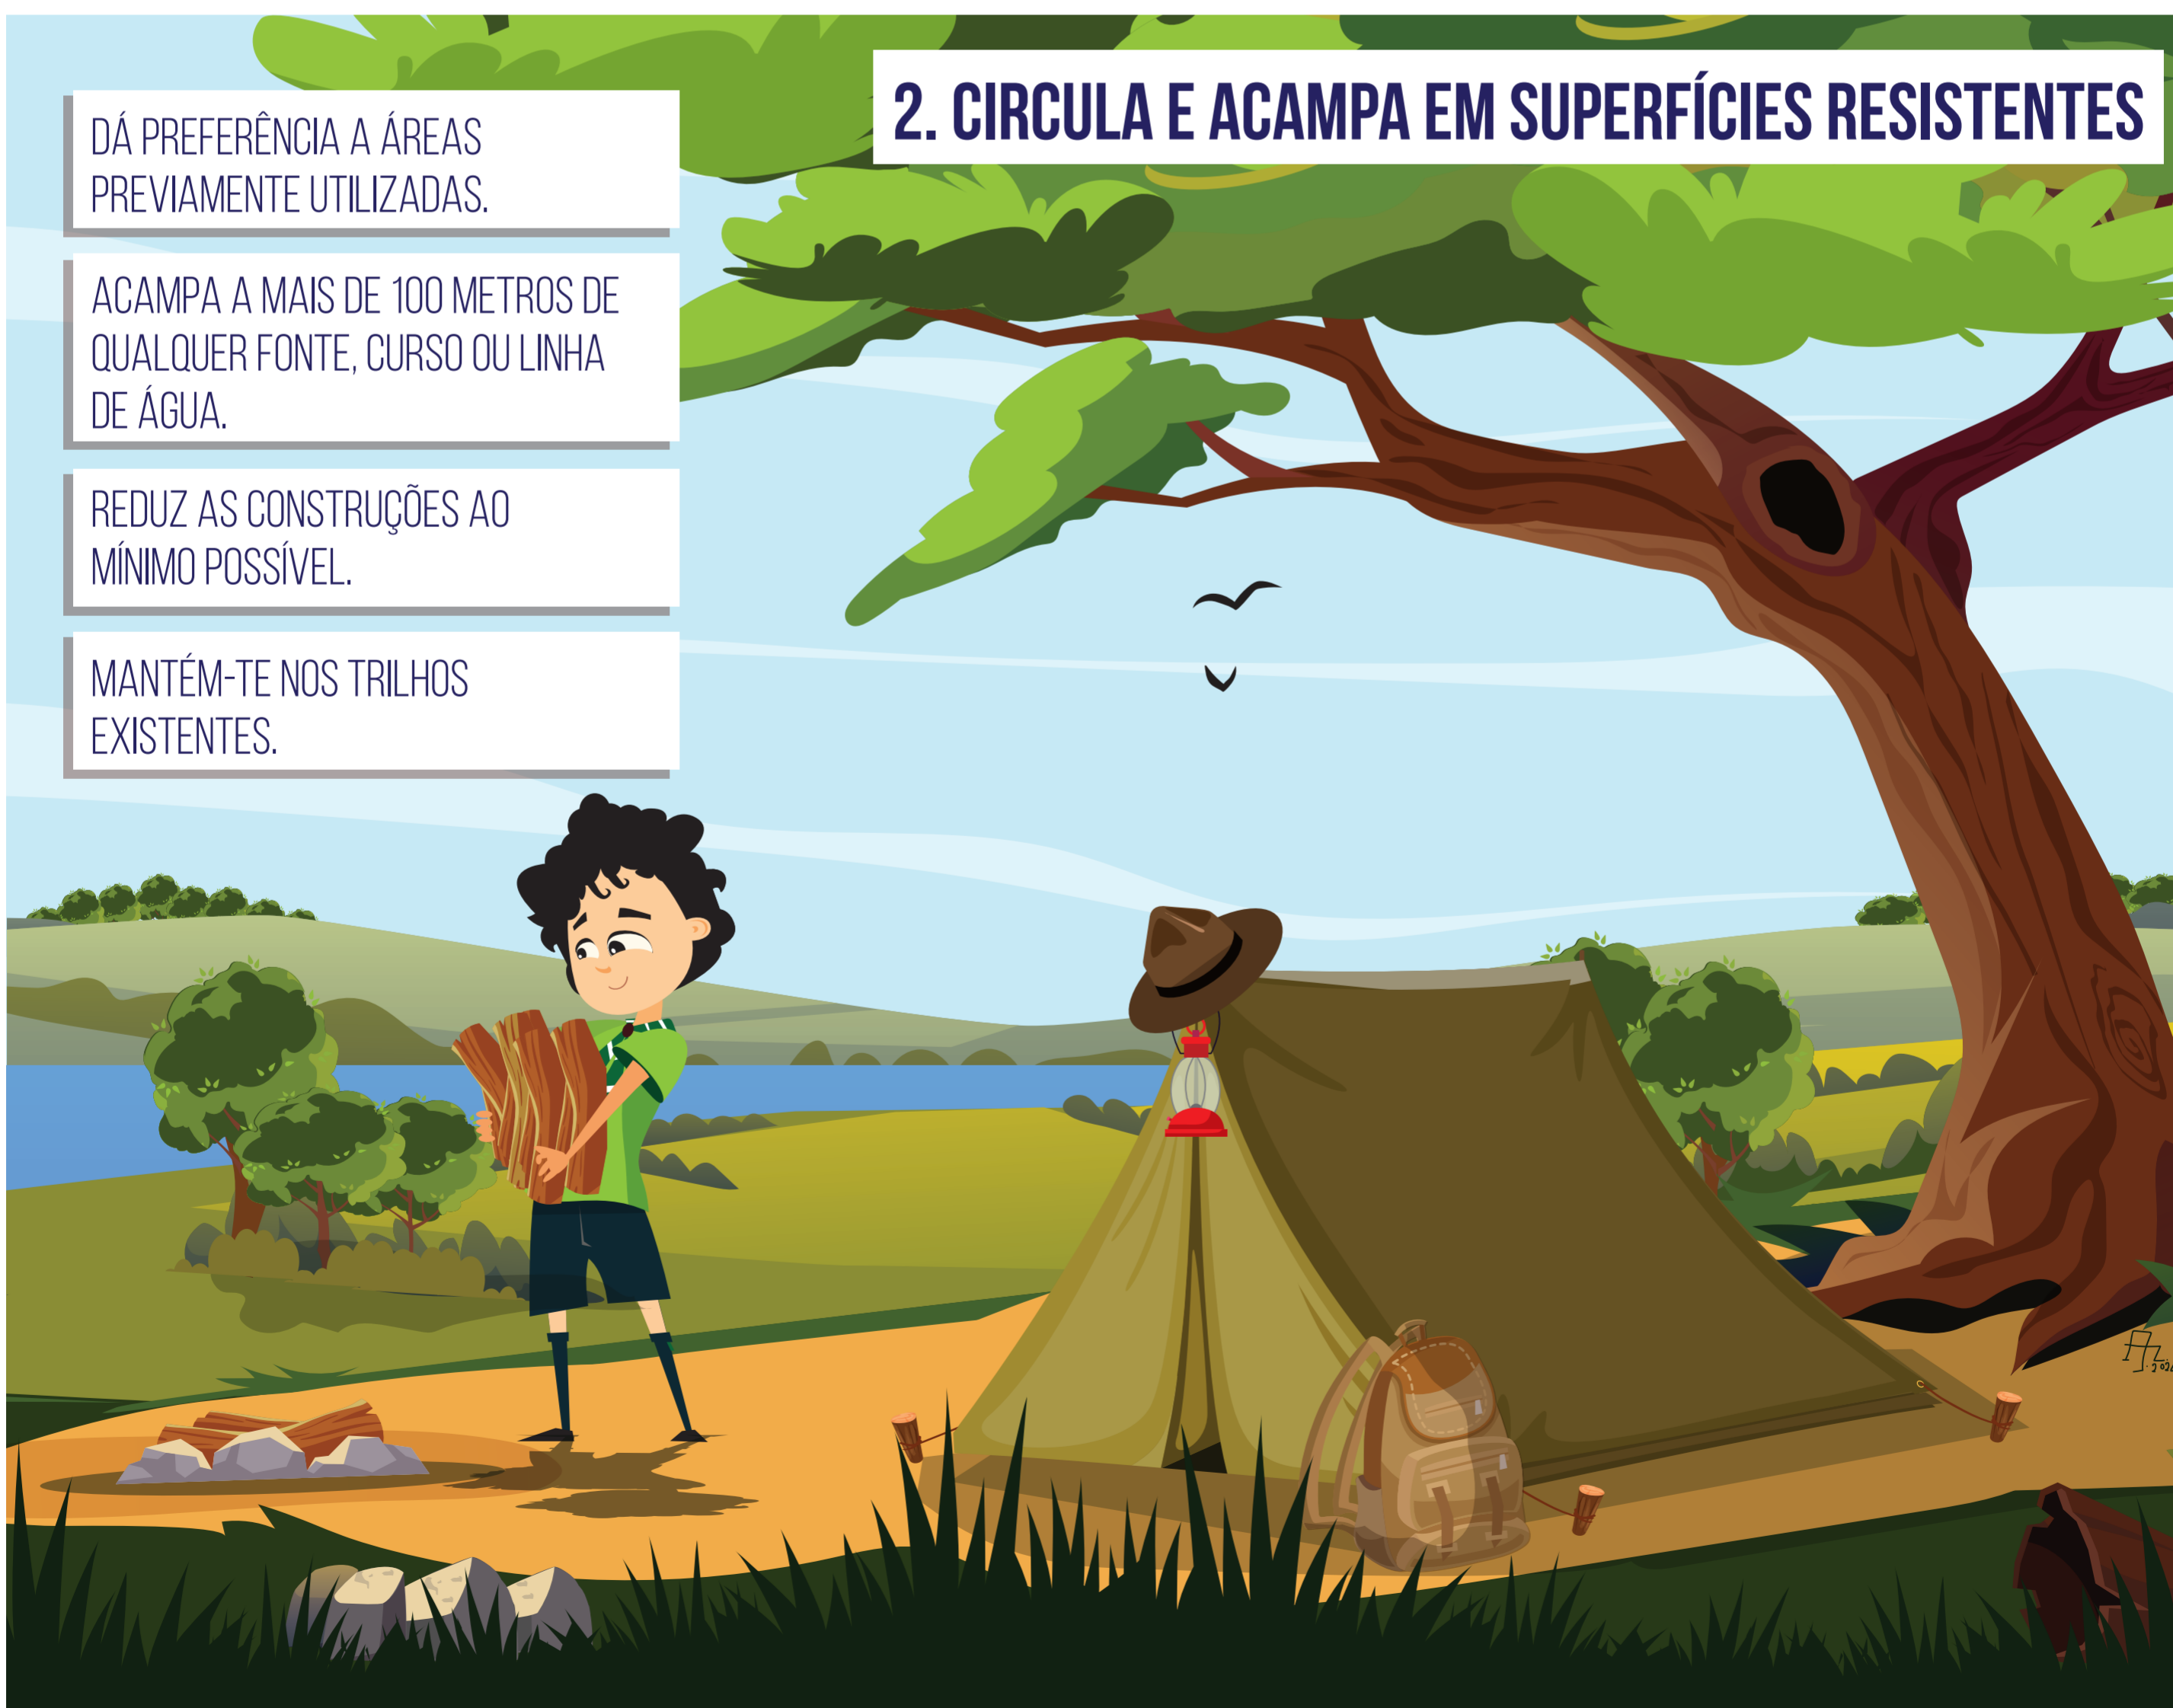 2. CIRCULA E ACAMPA EM SUPERFÍCIES RESISTENTES
DÁ PREFERÊNCIA A ÁREAS
PREVIAMENTE UTILIZADAS.
ACAMPA A MAIS DE 100 METROS DE
QUALQUER FONTE, CURSO OU LINHA
DE ÁGUA.
REDUZ AS CONSTRUÇÕES AO
MÍNIMO POSSÍVEL.
MANTÉM-TE NOS TRILHOS
EXISTENTES.